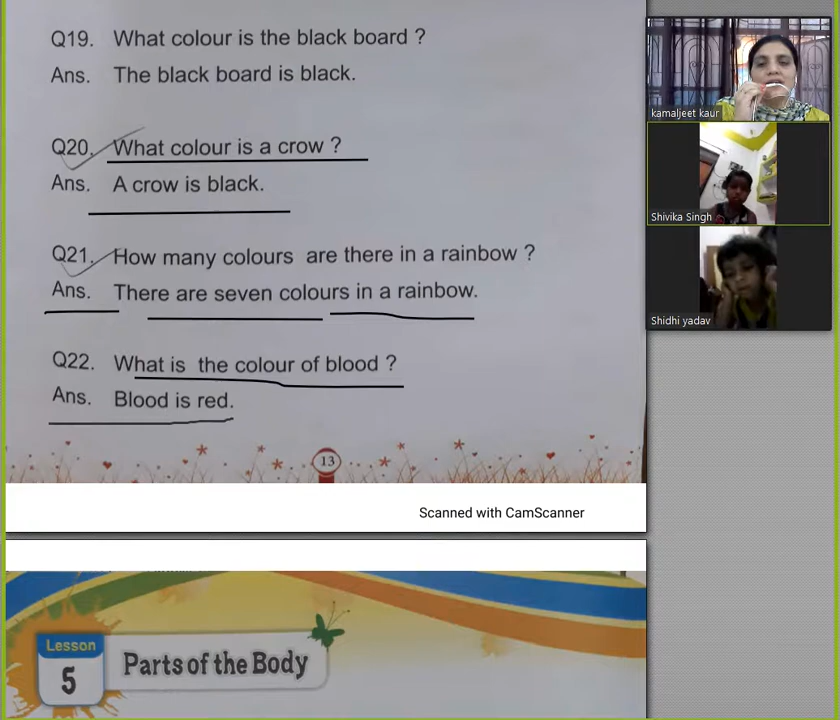 Q19. What colour is the black board ?
Ans. The black board is black.
Q20. What colour is a crow ?
Ans. A crow is black.
Q21. How many colours are there in a rainbow ?
Ans. There are seven colours in a rainbow.
Q22. What is the colour of blood ?
Ans. Blood is red.
13
Scanned with CamScanner
Lesson
5
Parts of the Body
kamaljeet kaur
Shivika Singh
Shidhi yadav